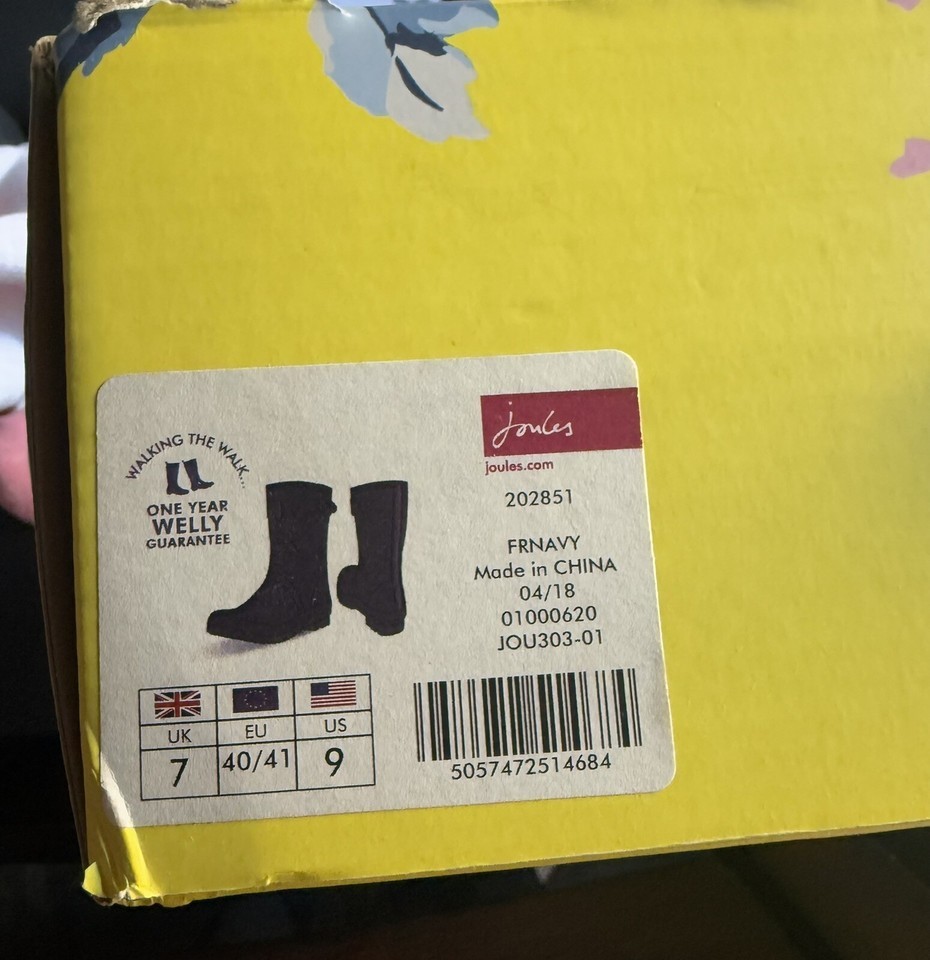 joules
joules.com
202851
FRNAVY
Made in CHINA
04/18
01000620
JOU303-01
WALKING THE WALK...
ONE YEAR
WELLY
GUARANTEE
UK EU US
7 40/41 9
5057472514684